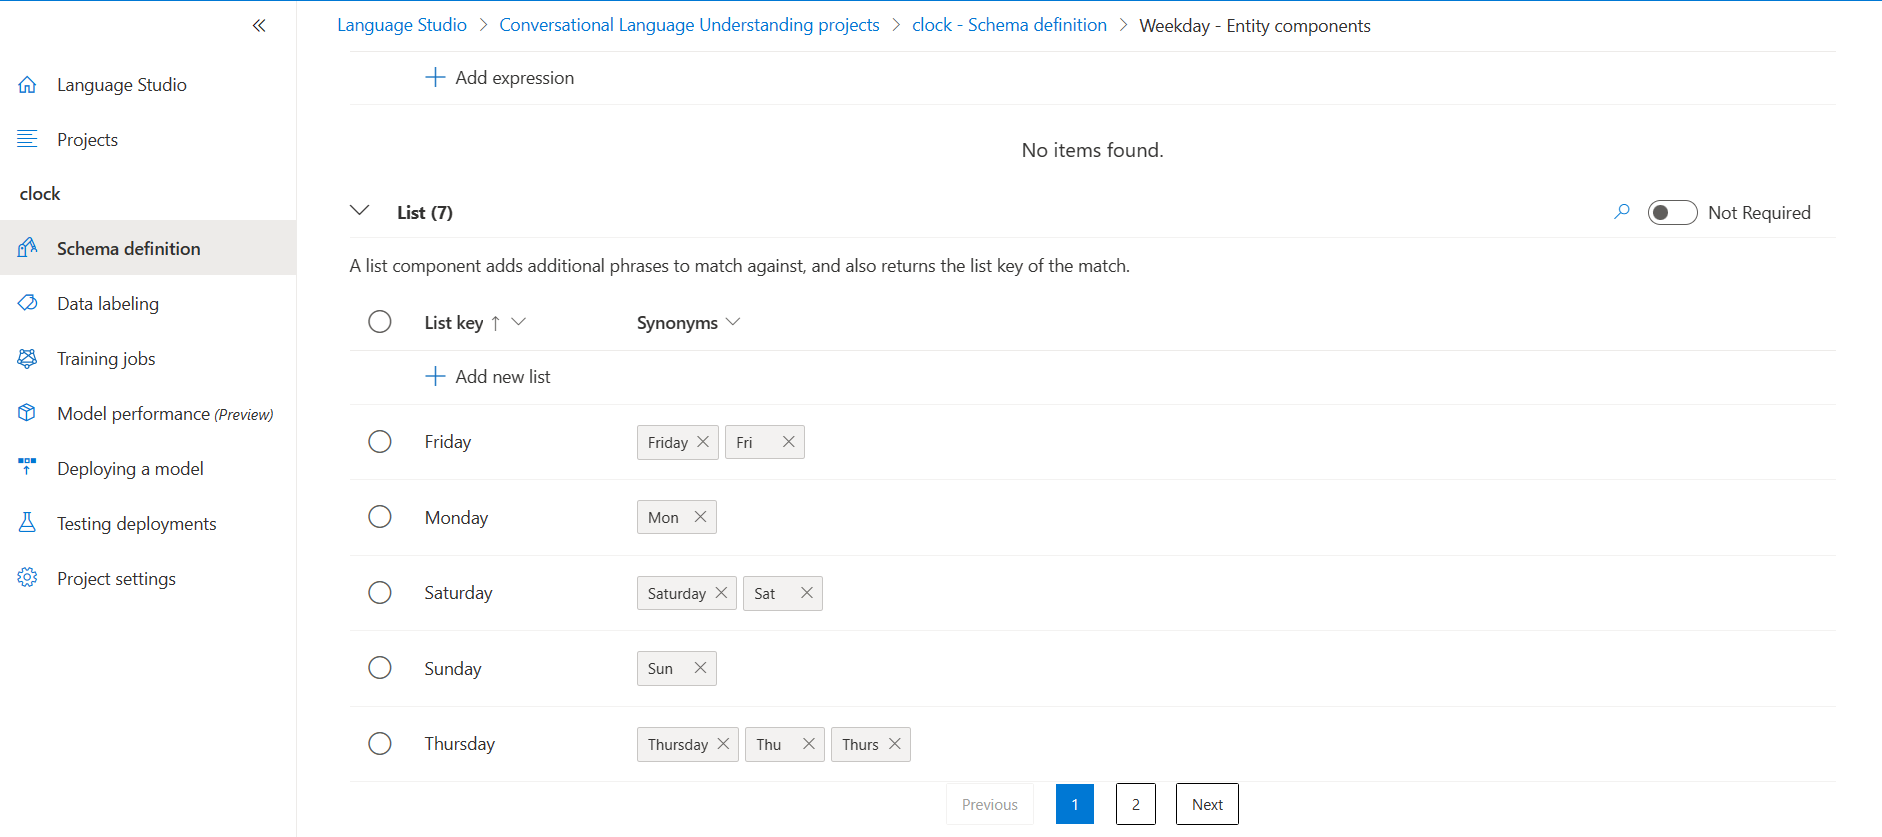 Language Studio > Conversational Language Understanding projects > clock - Schema definition > Weekday - Entity components
Language Studio
Projects
clock
Schema definition
Data labeling
Training jobs
Model performance (Preview)
Deploying a model
Testing deployments
Project settings
Add expression
No items found.
List (7)
Not Required
A list component adds additional phrases to match against, and also returns the list key of the match.
List key Synonyms
Add new list
Friday Friday Fri
Monday Mon
Saturday Saturday Sat
Sunday Sun
Thursday Thursday Thu Thurs
Previous 1 2 Next